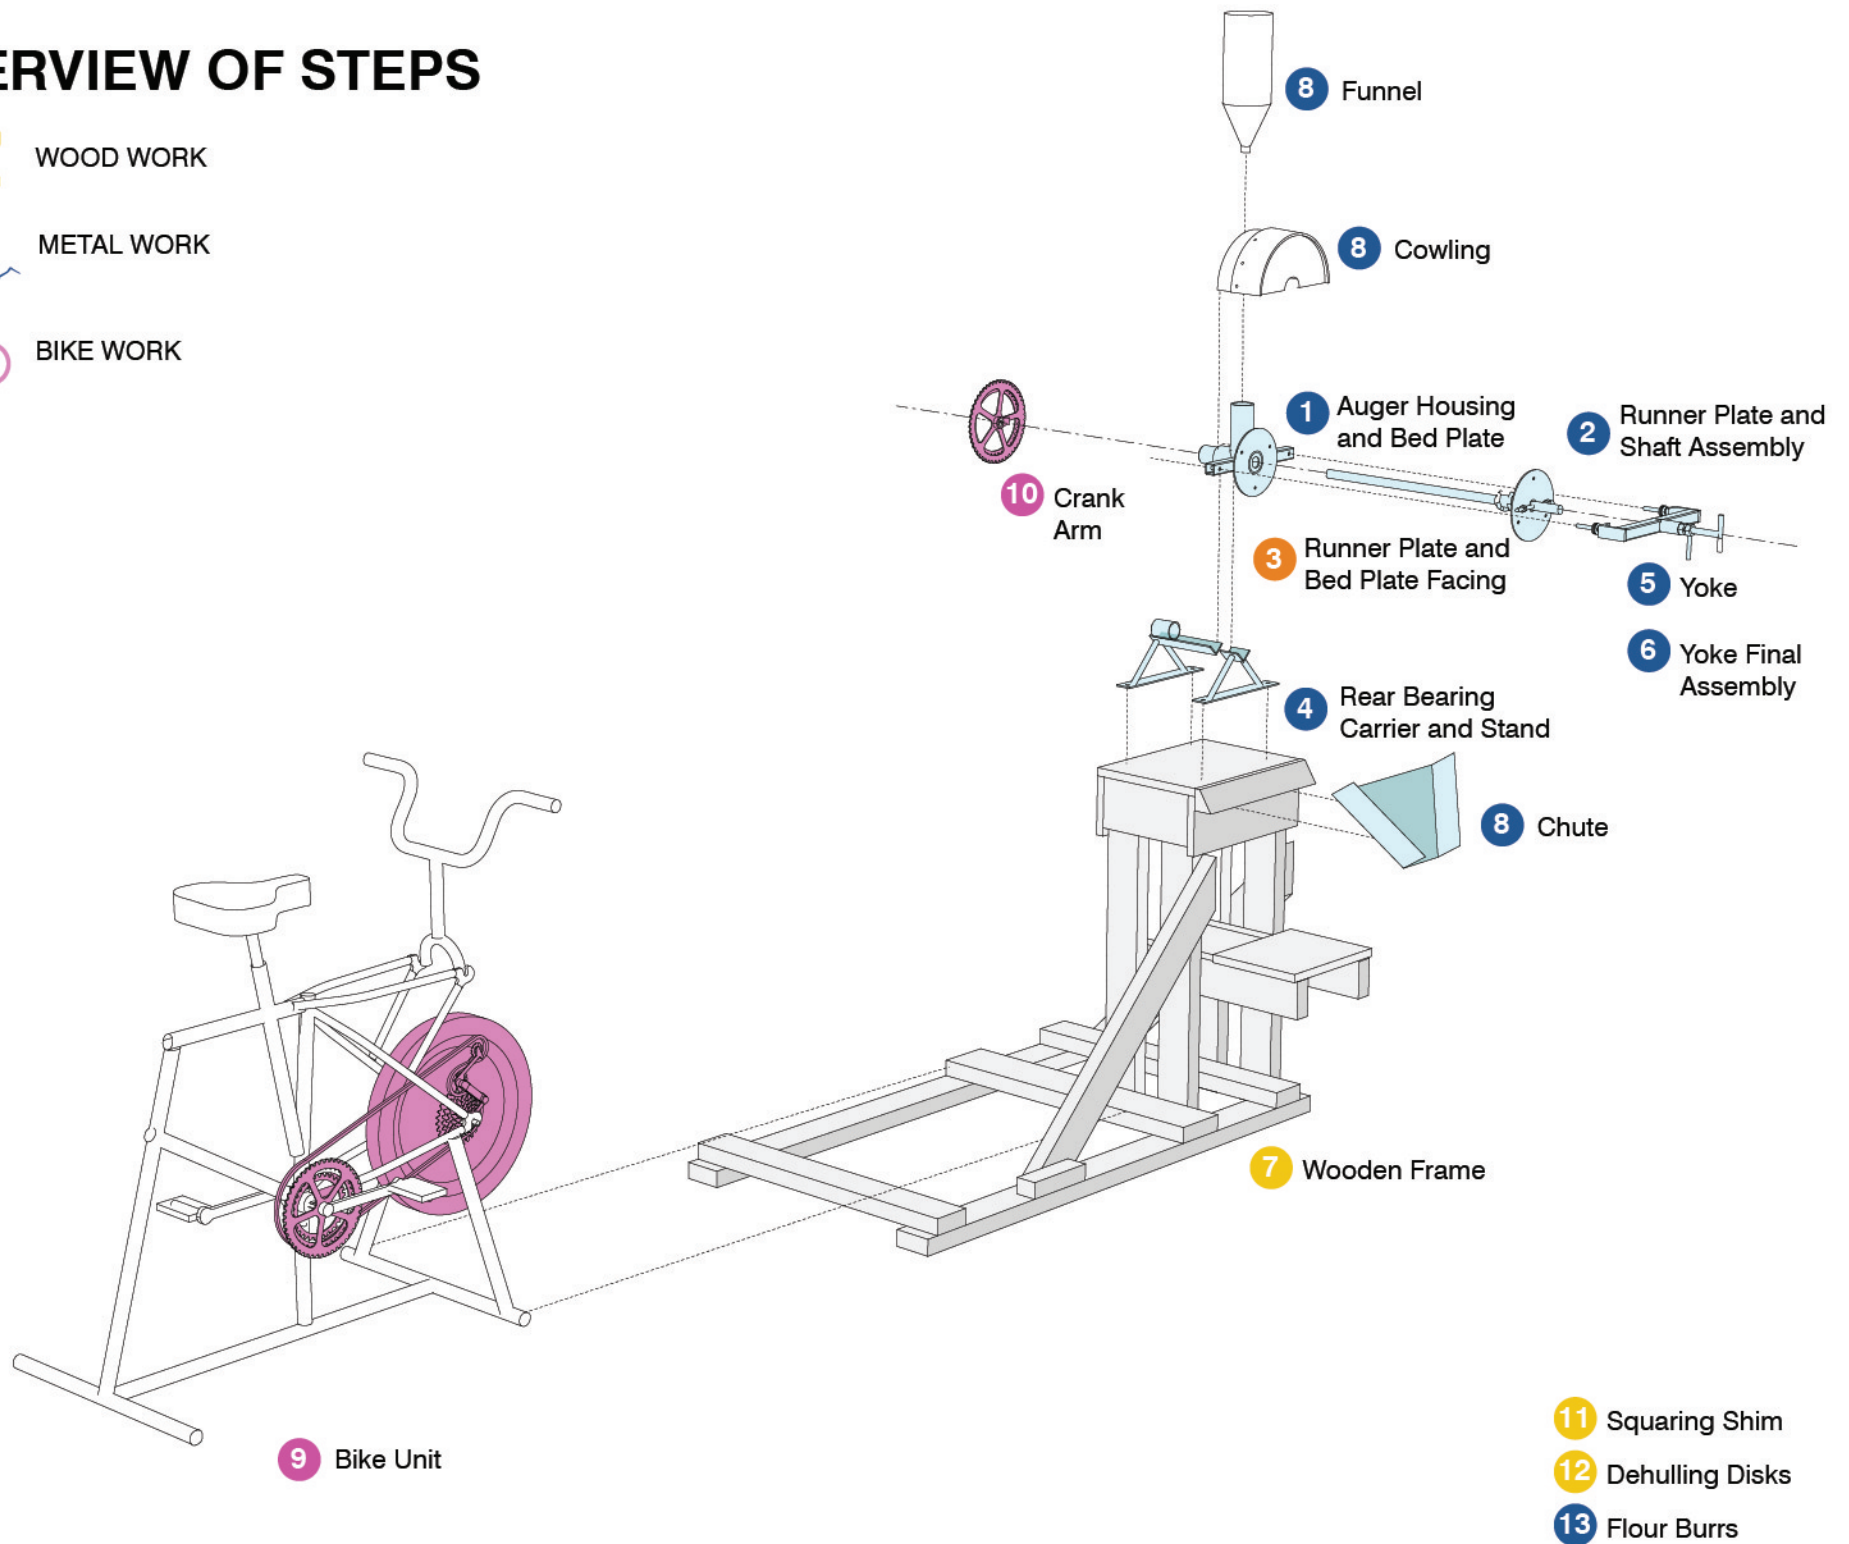 ERVIEW OF STEPS
WOOD WORK
METAL WORK
BIKE WORK
8 Funnel
8 Cowling
1 Auger Housing
and Bed Plate
2 Runner Plate and
Shaft Assembly
10 Crank
Arm
3 Runner Plate and
Bed Plate Facing
5 Yoke
6 Yoke Final
Assembly
4 Rear Bearing
Carrier and Stand
8 Chute
7 Wooden Frame
9 Bike Unit
11 Squaring Shim
12 Dehulling Disks
13 Flour Burrs